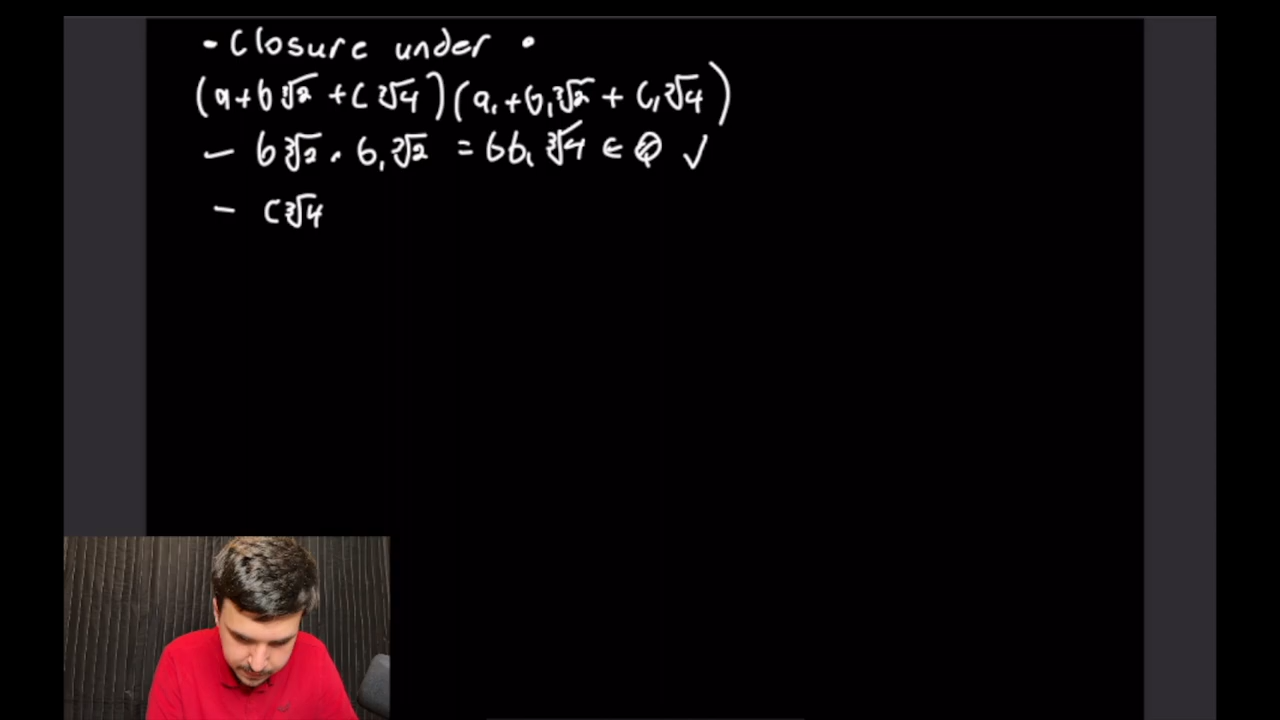 • Closure under •
(a+b∛2 +c∛4)(a₁+b₁∛2 + c₁∛4)
- b∛2 · b₁∛2 = bb₁ ∛4 ∈ Q ✓
- c∛4